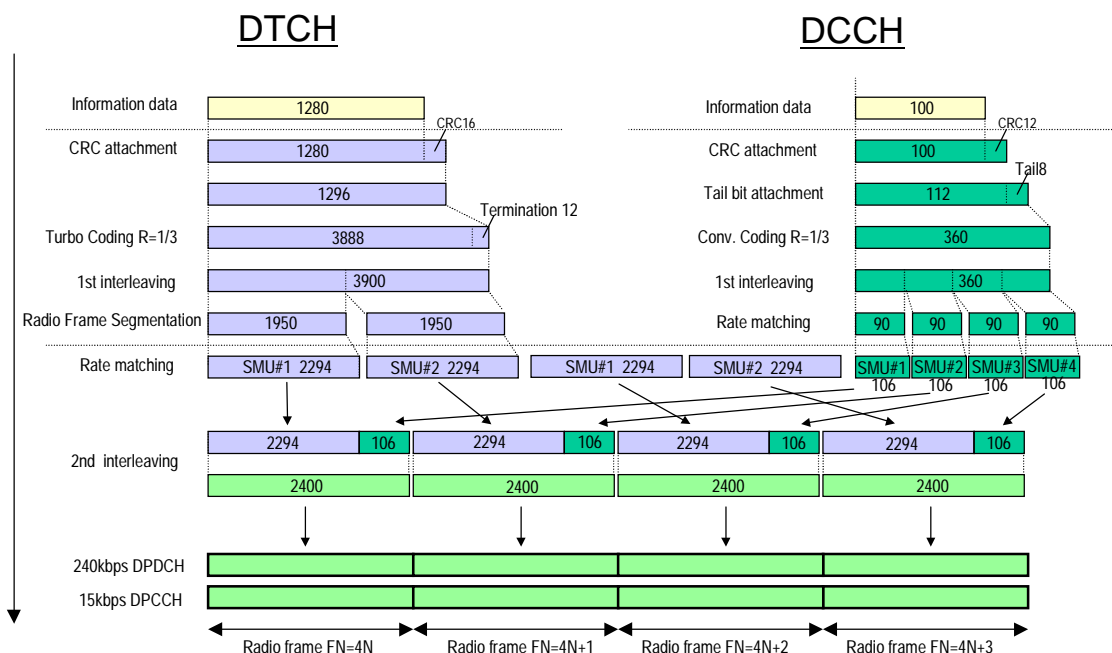 DTCH DCCH
Information data 1280 Information data 100
CRC16 CRC12
CRC attachment 1280 CRC attachment 100
Tail8
1296 Tail bit attachment 112
Termination 12
Turbo Coding R=1/3 3888 Conv. Coding R=1/3 360
1st interleaving 3900 1st interleaving 360
Radio Frame Segmentation 1950 1950 Rate matching 90 90 90 90
Rate matching SMU#1 2294 SMU#2 2294 SMU#1 2294 SMU#2 2294 SMU#1 SMU#2 SMU#3 SMU#4
106 106 106 106
2294 106 2294 106 2294 106 2294 106
2nd interleaving
2400 2400 2400 2400
240kbps DPDCH
15kbps DPCCH
Radio frame FN=4N Radio frame FN=4N+1 Radio frame FN=4N+2 Radio frame FN=4N+3